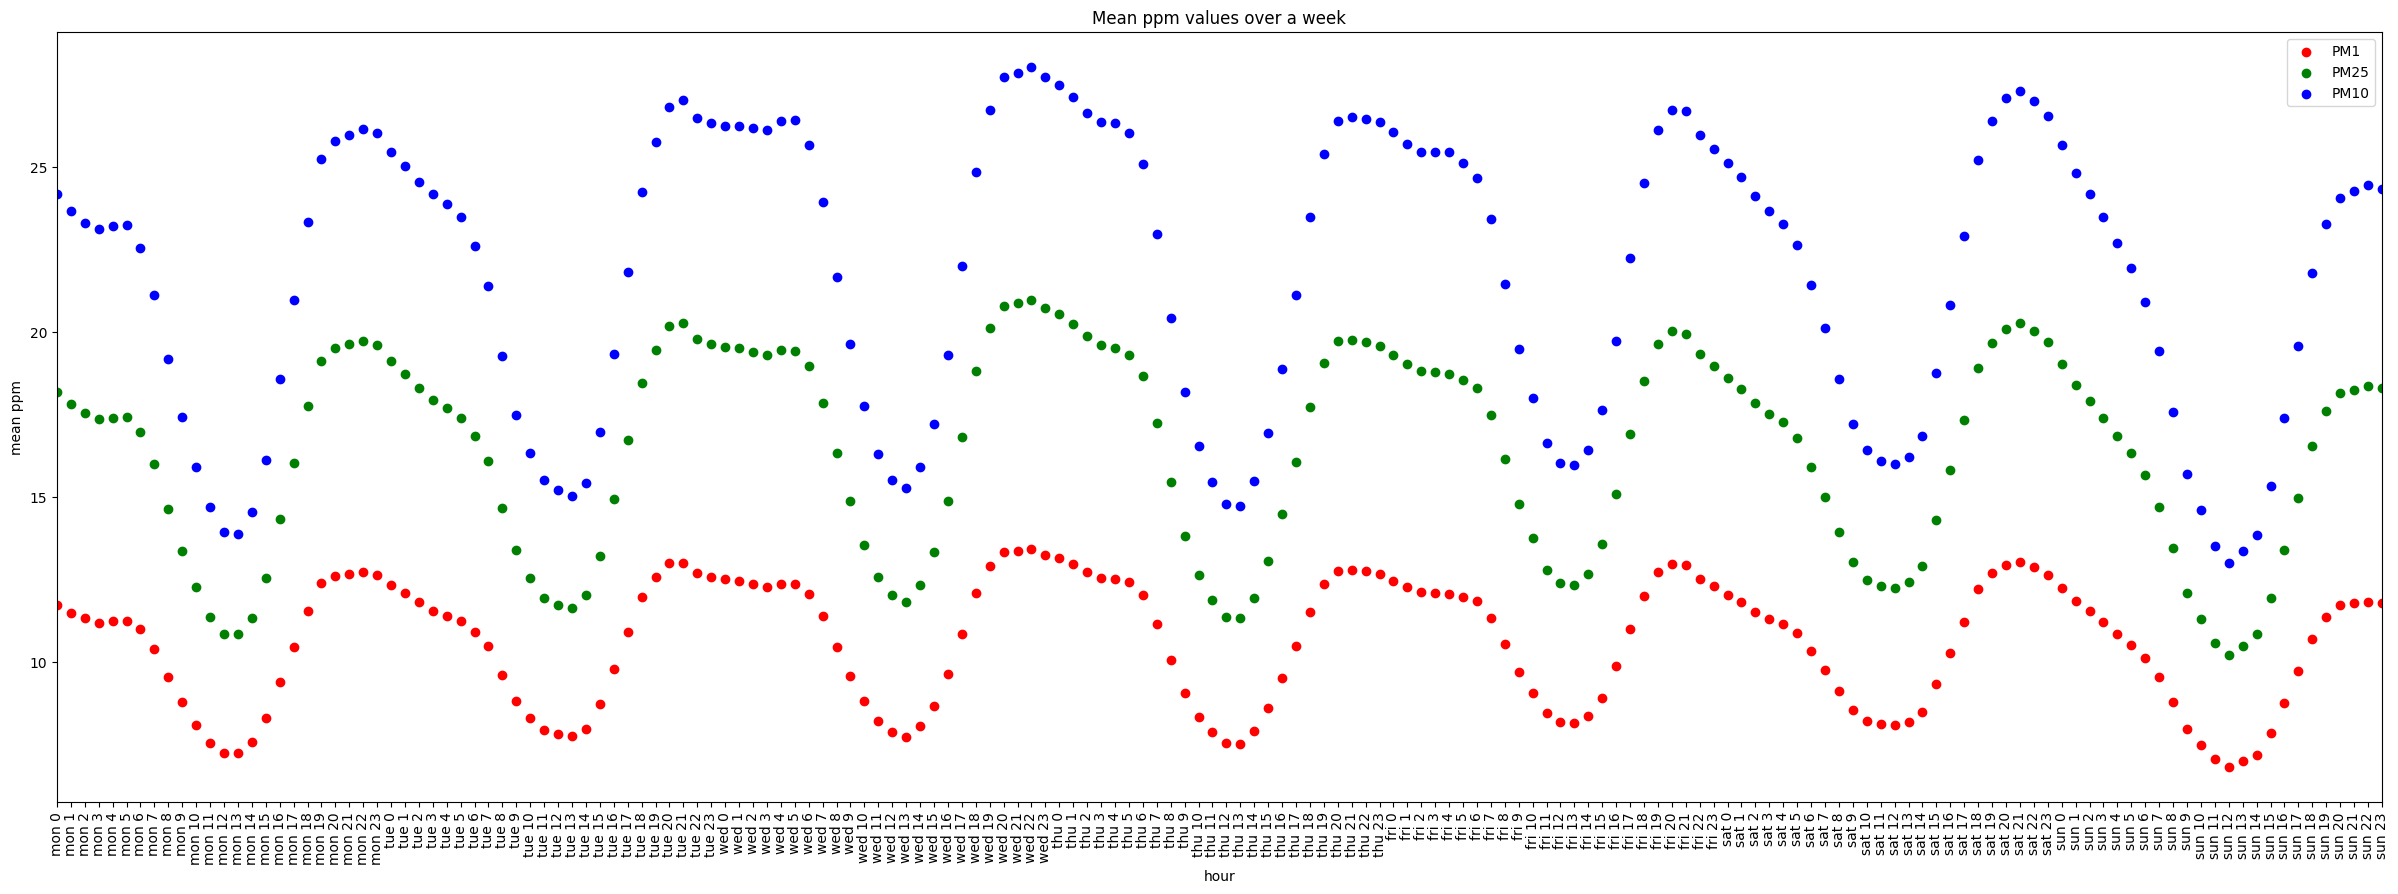 Mean ppm values over a week
PM1
PM25
PM10
mean ppm
25
20
15
10
mon 0
mon 1
mon 2
mon 3
mon 4
mon 5
mon 6
mon 7
mon 8
mon 9
mon 10
mon 11
mon 12
mon 13
mon 14
mon 15
mon 16
mon 17
mon 18
mon 19
mon 20
mon 21
mon 22
mon 23
tue 0
tue 1
tue 2
tue 3
tue 4
tue 5
tue 6
tue 7
tue 8
tue 9
tue 10
tue 11
tue 12
tue 13
tue 14
tue 15
tue 16
tue 17
tue 18
tue 19
tue 20
tue 21
tue 22
tue 23
wed 0
wed 1
wed 2
wed 3
wed 4
wed 5
wed 6
wed 7
wed 8
wed 9
wed 10
wed 11
wed 12
wed 13
wed 14
wed 15
wed 16
wed 17
wed 18
wed 19
wed 20
wed 21
wed 22
wed 23
thu 0
thu 1
thu 2
thu 3
thu 4
thu 5
thu 6
thu 7
thu 8
thu 9
thu 10
thu 11
thu 12
thu 13
thu 14
thu 15
thu 16
thu 17
thu 18
thu 19
thu 20
thu 21
thu 22
thu 23
fri 0
fri 1
fri 2
fri 3
fri 4
fri 5
fri 6
fri 7
fri 8
fri 9
fri 10
fri 11
fri 12
fri 13
fri 14
fri 15
fri 16
fri 17
fri 18
fri 19
fri 20
fri 21
fri 22
fri 23
sat 0
sat 1
sat 2
sat 3
sat 4
sat 5
sat 6
sat 7
sat 8
sat 9
sat 10
sat 11
sat 12
sat 13
sat 14
sat 15
sat 16
sat 17
sat 18
sat 19
sat 20
sat 21
sat 22
sat 23
sun 0
sun 1
sun 2
sun 3
sun 4
sun 5
sun 6
sun 7
sun 8
sun 9
sun 10
sun 11
sun 12
sun 13
sun 14
sun 15
sun 16
sun 17
sun 18
sun 19
sun 20
sun 21
sun 22
sun 23
hour